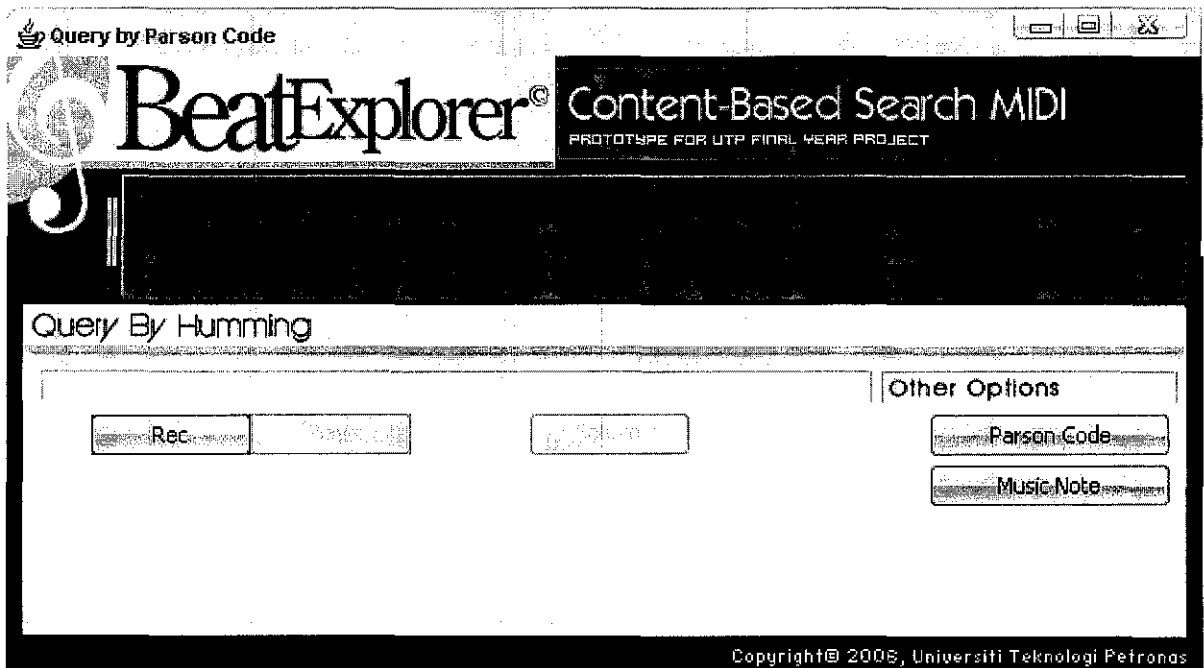 Query by Parson Code
BeatExplorer©
Content-Based Search MIDI
PROTOTYPE FOR UTP FINAL YEAR PROJECT
Query By Humming
Other Options
Rec
Parson Code
Music Note
Copyright© 2006, Universiti Teknologi Petronas